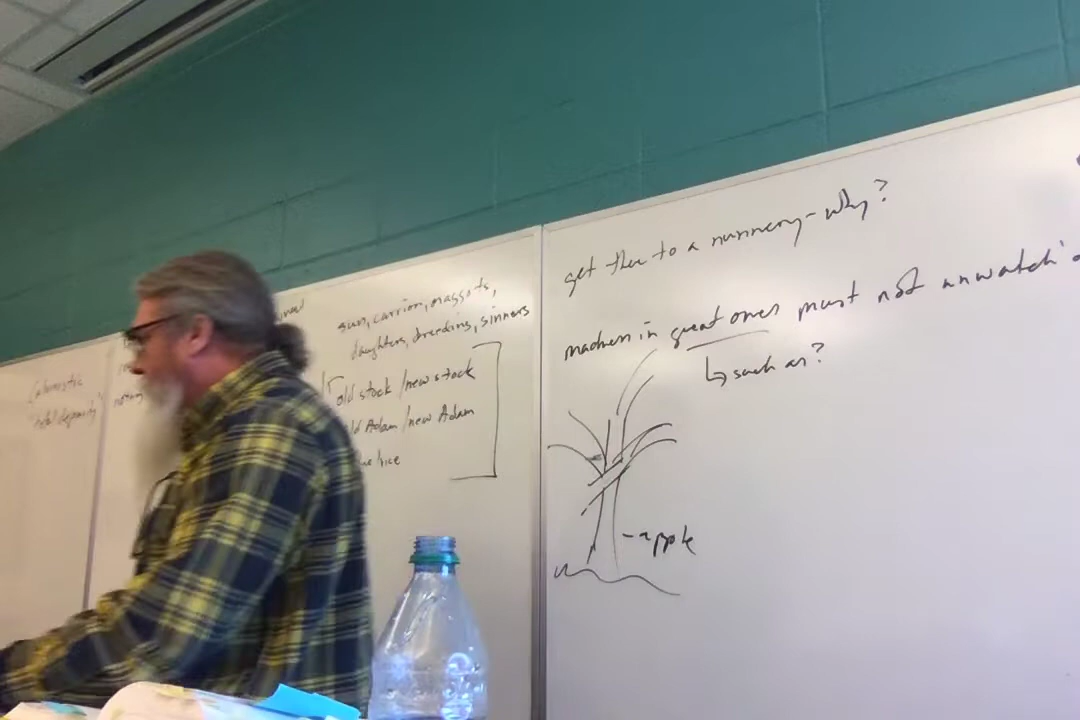 sun, carrion, maggots,
daughters, breeding, sinners
old stock / new stock
old Adam / new Adam
get thee to a nunnery - why?
madness in great ones must not unwatch'd
↳ such as?
- apple